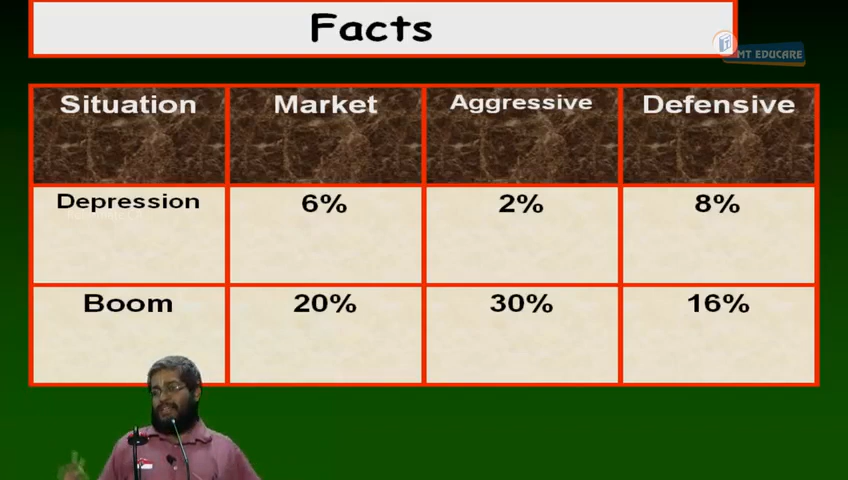 Facts
MT EDUCARE
Situation Market Aggressive Defensive
Depression 6% 2% 8%
Boom 20% 30% 16%